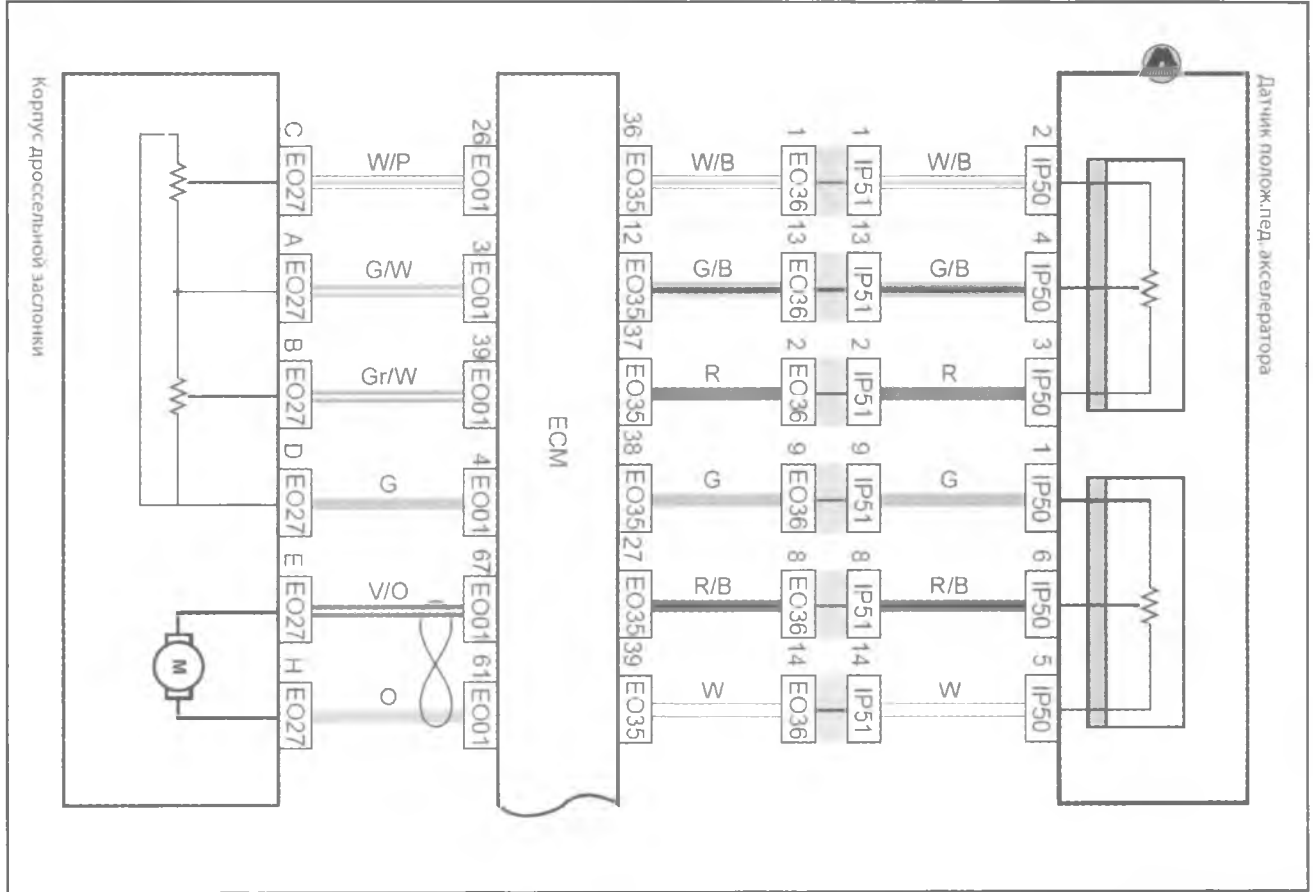 Датчик полож.пед. акселератора
2 IP50
4 IP50
3 IP50
1 IP50
6 IP50
5 IP50
W/B
G/B
R
G
R/B
W
1 IP51
13 IP51
2 IP51
9 IP51
8 IP51
14 IP51
1 EO36
13 EO36
2 EO36
9 EO36
8 EO36
14 EO36
W/B
G/B
R
G
R/B
W
36 EO35
12 EO35
37 EO35
38 EO35
27 EO35
39 EO35
ECM
26 EO01
3 EO01
39 EO01
4 EO01
67 EO01
61 EO01
W/P
G/W
Gr/W
G
V/O
O
C EO27
A EO27
B EO27
D EO27
E EO27
H EO27
M
Корпус дроссельной заслонки